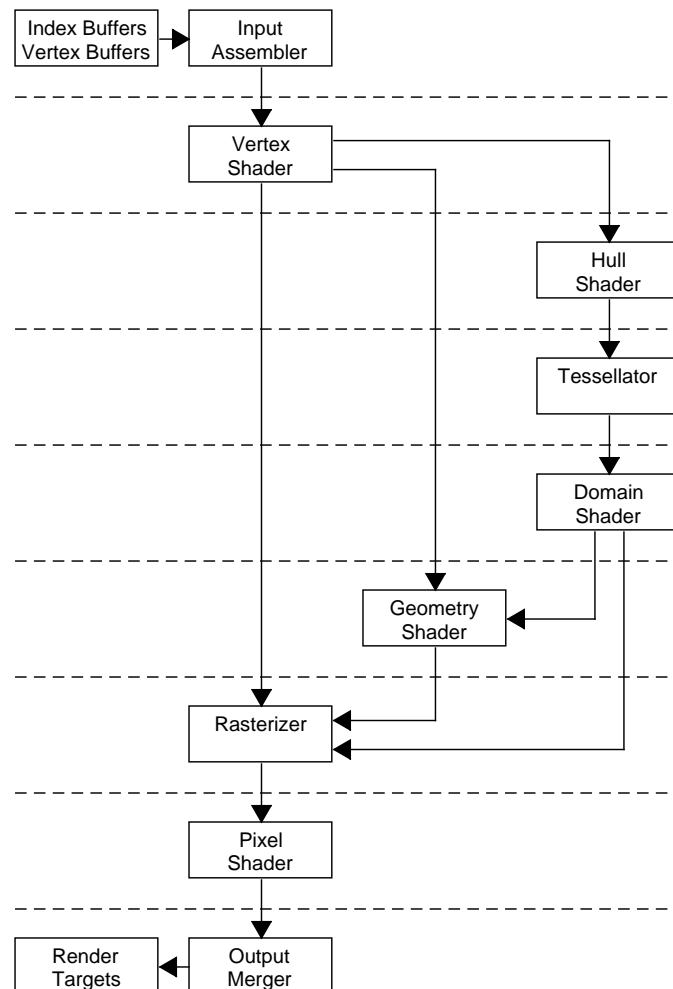 Index Buffers
Vertex Buffers
Input
Assembler
Vertex
Shader
Hull
Shader
Tessellator
Domain
Shader
Geometry
Shader
Rasterizer
Pixel
Shader
Render
Targets
Output
Merger